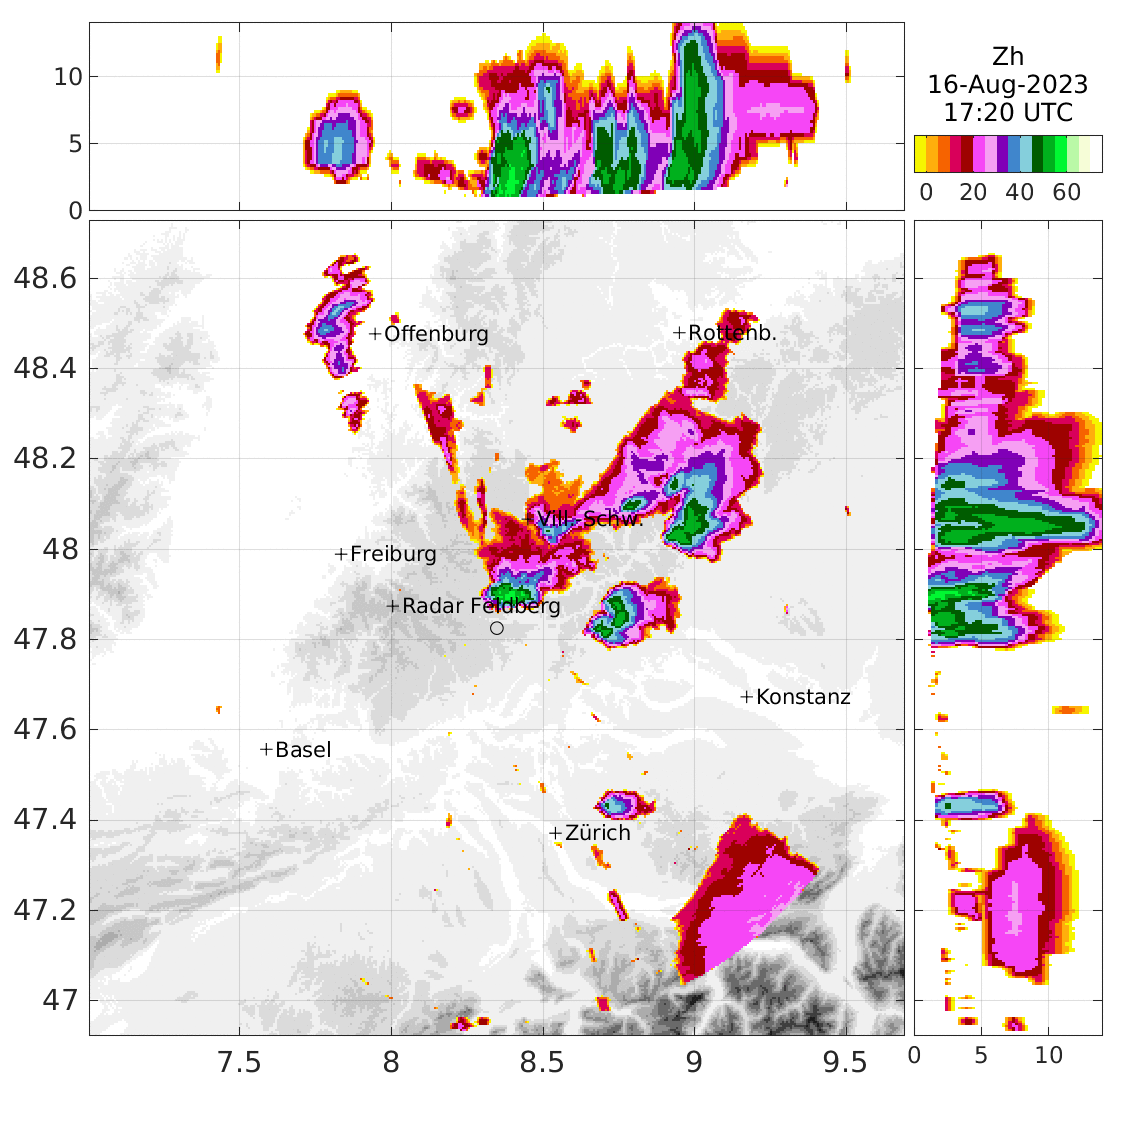 Zh
16-Aug-2023
17:20 UTC
0 20 40 60
10
5
0
48.6
48.4
48.2
48
47.8
47.6
47.4
47.2
47
+Offenburg
+Rottenb.
+Vill.-Schw.
+Freiburg
+Radar Feldberg
+Konstanz
+Basel
+Zürich
7.5 8 8.5 9 9.5
0 5 10